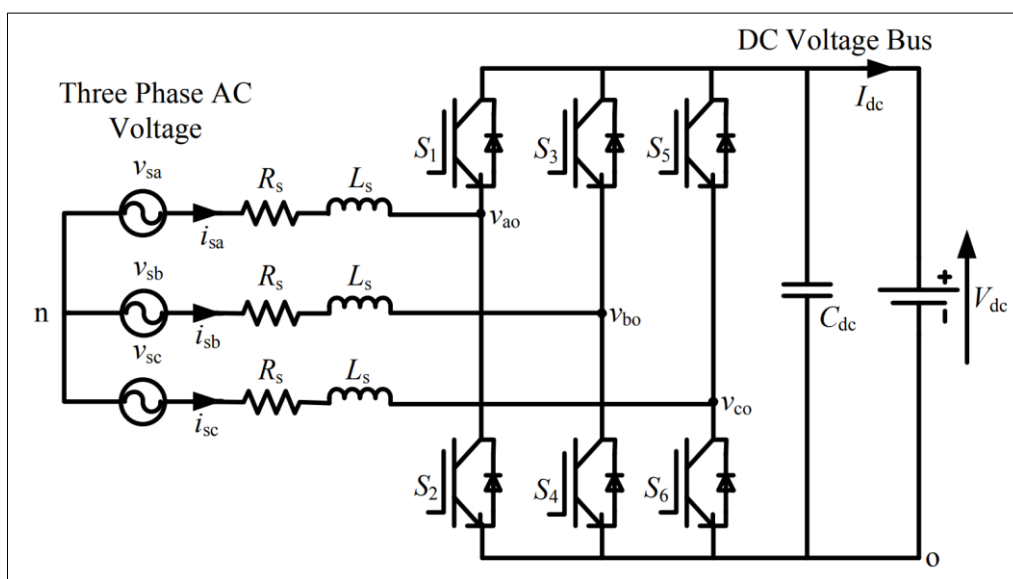 DC Voltage Bus
Three Phase AC
Voltage
I_dc
S_1
S_3
S_5
v_sa
R_s
L_s
v_ao
i_sa
v_sb
R_s
L_s
n
v_bo
i_sb
v_sc
R_s
L_s
C_dc
+
-
V_dc
v_co
i_sc
S_2
S_4
S_6
o